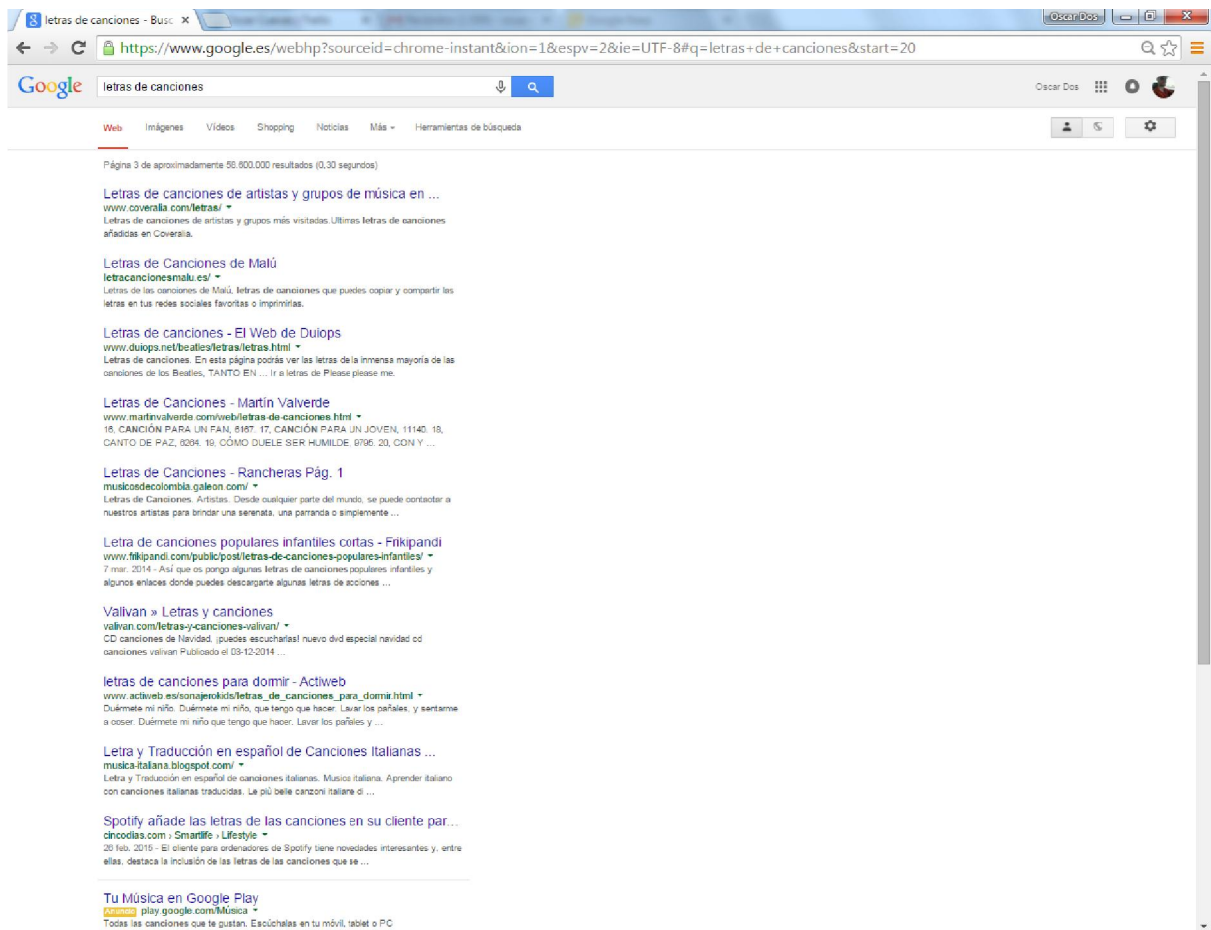 letras de canciones - Busc
Oscar Dos
https://www.google.es/webhp?sourceid=chrome-instant&ion=1&espv=2&ie=UTF-8#q=letras+de+canciones&start=20
Google
letras de canciones
Oscar Dos
Web Imágenes Vídeos Shopping Noticias Más Herramientas de búsqueda
Página 3 de aproximadamente 58.600.000 resultados (0,30 segundos)
Letras de canciones de artistas y grupos de música en ...
www.coveralia.com/letras/
Letras de canciones de artistas y grupos más visitadas.Ultimas letras de canciones
añadidas en Coveralia.
Letras de Canciones de Malú
letracancionesmalu.es/
Letras de las canciones de Malú, letras de canciones que puedes copiar y compartir las
letras en tus redes sociales favoritas o imprimirlas.
Letras de canciones - El Web de Duiops
www.duiops.net/beatles/letras/letras.html
Letras de canciones. En esta página podrás ver las letras de la inmensa mayoría de las
canciones de los Beatles, TANTO EN ... Ir a letras de Please please me.
Letras de Canciones - Martín Valverde
www.martinvalverde.com/web/letras-de-canciones.html
16, CANCIÓN PARA UN FAN, 6167. 17, CANCIÓN PARA UN JOVEN, 11140. 18,
CANTO DE PAZ, 6264. 19, CÓMO DUELE SER HUMILDE, 9795. 20, CON Y ...
Letras de Canciones - Rancheras Pág. 1
musicosdecolombia.galeon.com/
Letras de Canciones. Artistas. Desde cualquier parte del mundo, se puede contactar a
nuestros artistas para brindar una serenata, una parranda o simplemente ...
Letra de canciones populares infantiles cortas - Frikipandi
www.frikipandi.com/public/post/letras-de-canciones-populares-infantiles/
7 mar. 2014 - Así que os pongo algunas letras de canciones populares infantiles y
algunos enlaces donde puedes descargarte algunas letras de acciones ...
Valivan » Letras y canciones
valivan.com/letras-y-canciones-valivan/
CD canciones de Navidad, ¡puedes escucharlas! nuevo dvd especial navidad cd
canciones valivan Publicado el 03-12-2014 ...
letras de canciones para dormir - Actiweb
www.actiweb.es/sonajerokids/letras_de_canciones_para_dormir.html
Duérmete mi niño. Duérmete mi niño, que tengo que hacer. Lavar los pañales, y sentarme
a coser. Duérmete mi niño que tengo que hacer. Lavar los pañales y ...
Letra y Traducción en español de Canciones Italianas ...
musica-italiana.blogspot.com/
Letra y Traducción en español de canciones italianas. Musica italiana. Aprender italiano
con canciones italianas traducidas. Le più belle canzoni italiane di ...
Spotify añade las letras de las canciones en su cliente par...
cincodias.com › Smartlife › Lifestyle
26 feb. 2015 - El cliente para ordenadores de Spotify tiene novedades interesantes y, entre
ellas, destaca la inclusión de las letras de las canciones que se ...
Tu Música en Google Play
Anuncio play.google.com/Música
Todas las canciones que te gustan. Escúchalas en tu móvil, tablet o PC